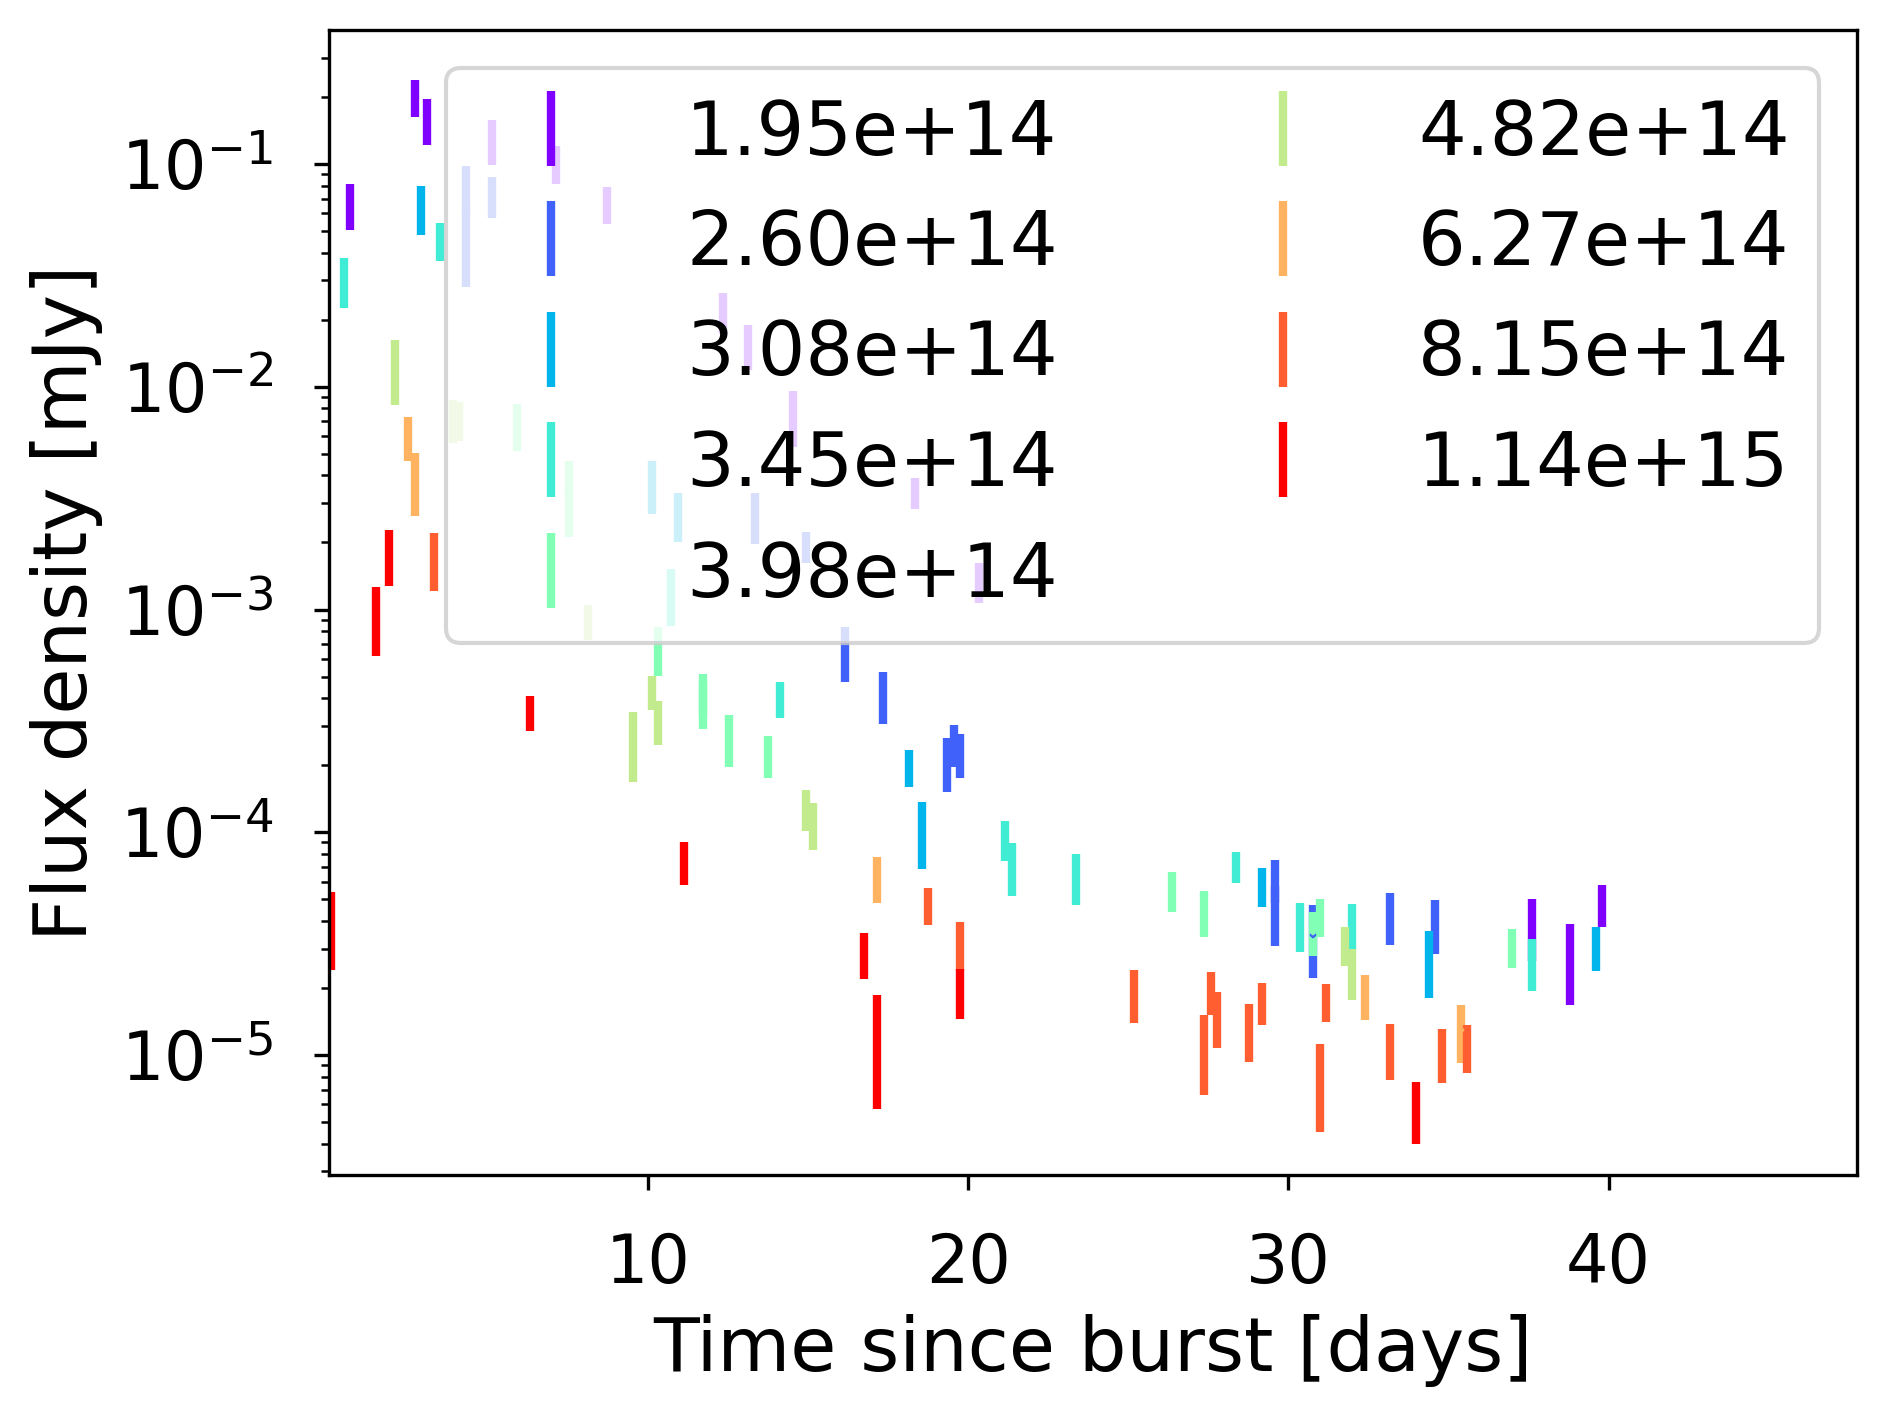 Flux density [mJy]
10⁻¹
10⁻²
10⁻³
10⁻⁴
10⁻⁵
1.95e+14
2.60e+14
3.08e+14
3.45e+14
3.98e+14
4.82e+14
6.27e+14
8.15e+14
1.14e+15
10 20 30 40
Time since burst [days]